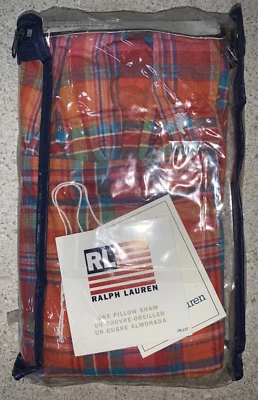 RL
RALPH LAUREN
ONE PILLOW SHAM
UN COUVRE-OREILLER
UN CUBRE ALMOHADA
uren